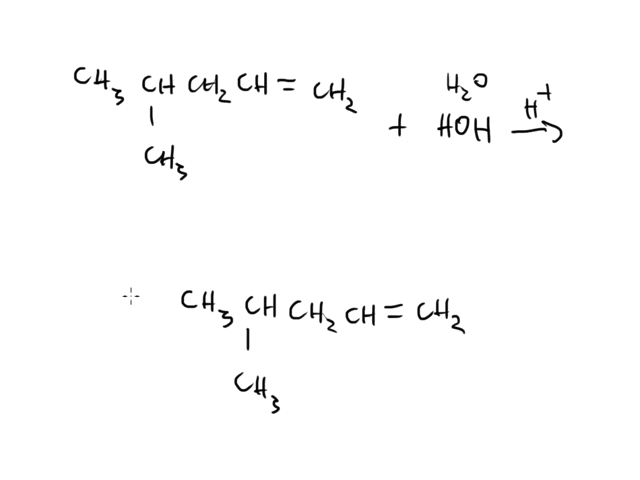 CH₃ CH CH₂ CH = CH₂ + H₂O HOH H⁺ →
|
CH₃
CH₃ CH CH₂ CH = CH₂
|
CH₃